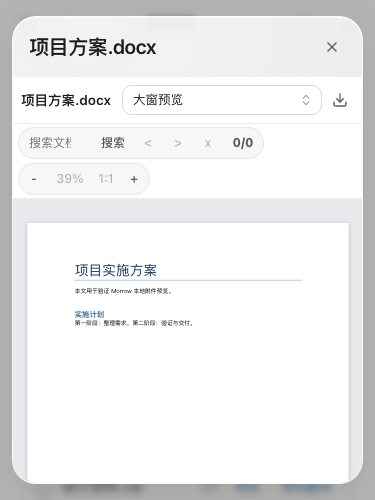 项目方案.docx
项目方案.docx 大窗预览
搜索文 搜索 < > x 0/0
- 39% 1:1 +
项目实施方案
本文用于验证 Morrow 本地附件预览。
实施计划
第一阶段：整理需求。第二阶段：验证与交付。